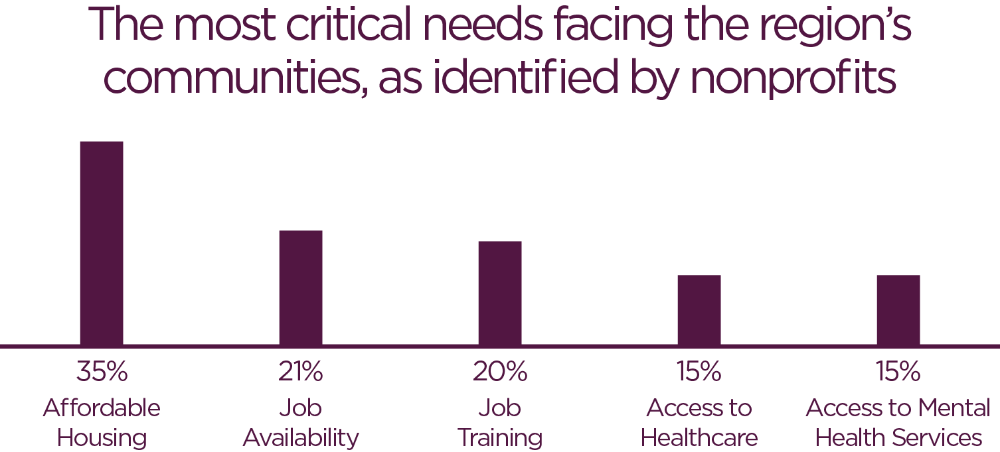 The most critical needs facing the region’s
communities, as identified by nonprofits
35%
Affordable
Housing
21%
Job
Availability
20%
Job
Training
15%
Access to
Healthcare
15%
Access to Mental
Health Services